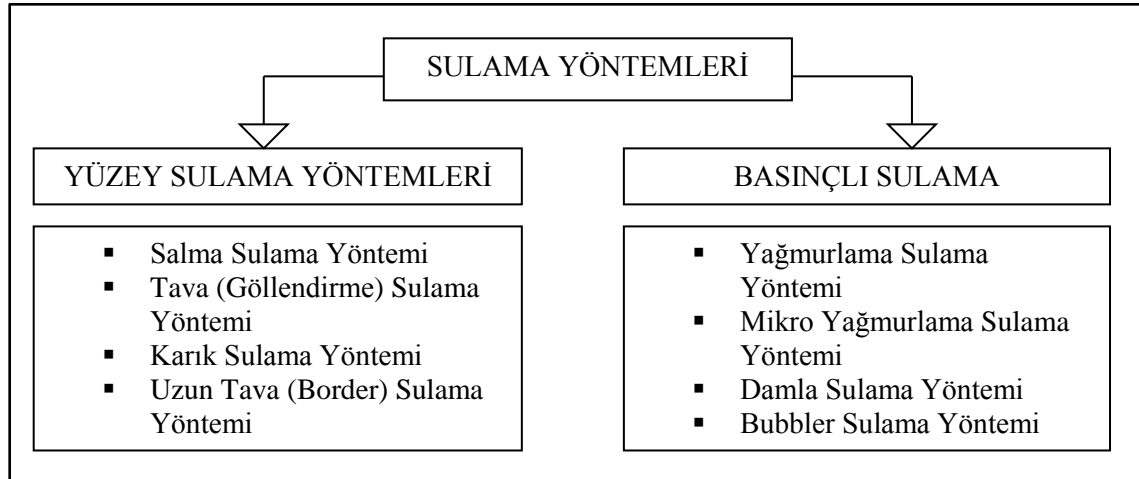 SULAMA YÖNTEMLERİ
YÜZEY SULAMA YÖNTEMLERİ
▪ Salma Sulama Yöntemi
▪ Tava (Göllendirme) Sulama
Yöntemi
▪ Karık Sulama Yöntemi
▪ Uzun Tava (Border) Sulama
Yöntemi
BASINÇLI SULAMA
▪ Yağmurlama Sulama
Yöntemi
▪ Mikro Yağmurlama Sulama
Yöntemi
▪ Damla Sulama Yöntemi
▪ Bubbler Sulama Yöntemi